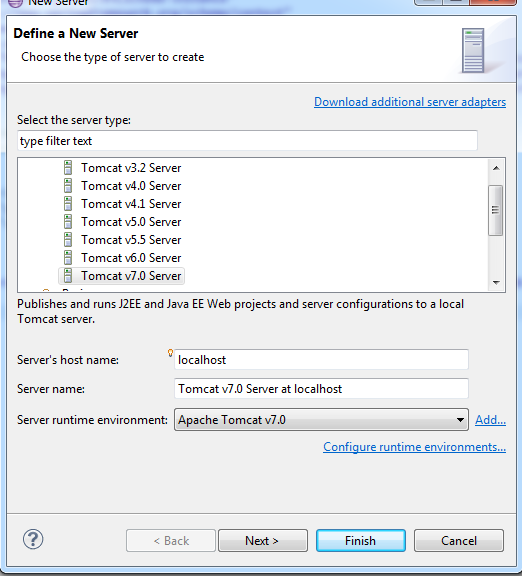 New Server
Define a New Server
Choose the type of server to create
Download additional server adapters
Select the server type:
type filter text
Tomcat v3.2 Server
Tomcat v4.0 Server
Tomcat v4.1 Server
Tomcat v5.0 Server
Tomcat v5.5 Server
Tomcat v6.0 Server
Tomcat v7.0 Server
Publishes and runs J2EE and Java EE Web projects and server configurations to a local
Tomcat server.
Server's host name: localhost
Server name: Tomcat v7.0 Server at localhost
Server runtime environment: Apache Tomcat v7.0 Add...
Configure runtime environments...
? < Back Next > Finish Cancel